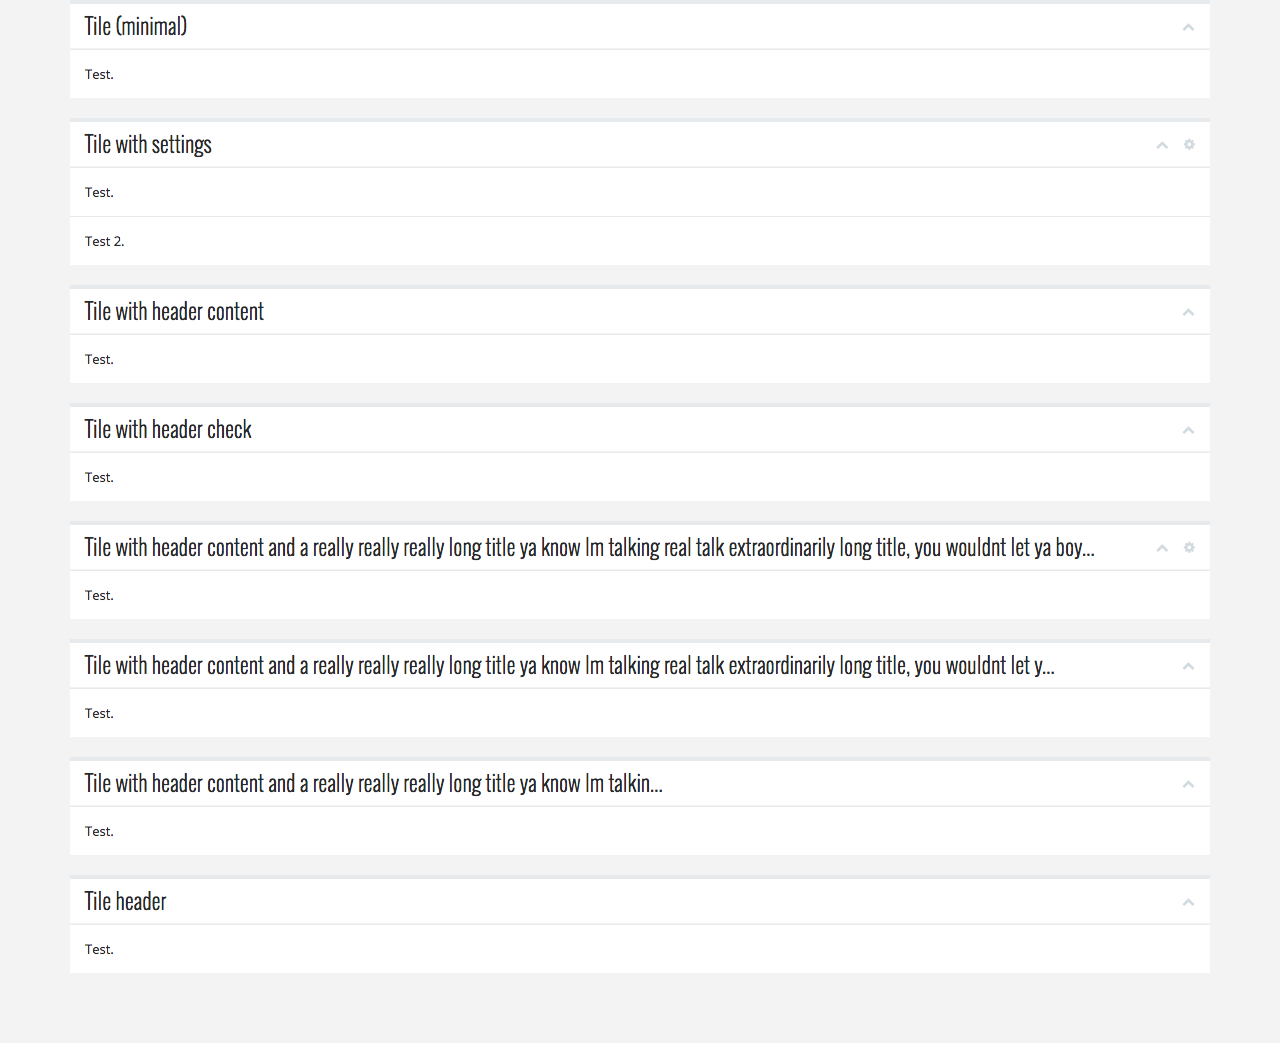 Tile (minimal)
Test.
Tile with settings
Test.
Test 2.
Tile with header content
Test.
Tile with header check
Test.
Tile with header content and a really really really long title ya know Im talking real talk extraordinarily long title, you wouldnt let ya boy...
Test.
Tile with header content and a really really really long title ya know Im talking real talk extraordinarily long title, you wouldnt let y...
Test.
Tile with header content and a really really really long title ya know Im talkin...
Test.
Tile header
Test.